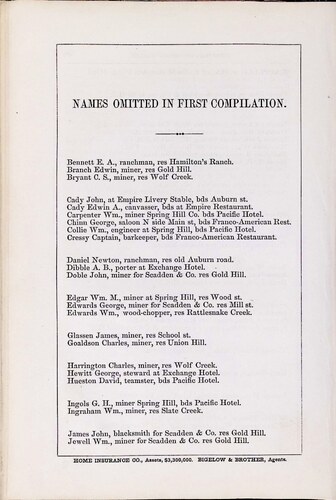 NAMES OMITTED IN FIRST COMPILATION.
Bennett E. A., ranchman, res Hamilton's Ranch.
Branch Edwin, miner, res Gold Hill.
Bryant C. S., miner, res Wolf Creek.
Cady John, at Empire Livery Stable, bds Auburn st.
Cady Edwin A., canvasser, bds at Empire Restaurant.
Carpenter Wm., miner Spring Hill Co. bds Pacific Hotel.
Chinn George, saloon N side Main st, bds Franco-American Rest.
Collie Wm., engineer at Spring Hill, bds Pacific Hotel.
Cressy Captain, barkeeper, bds Franco-American Restaurant.
Daniel Newton, ranchman, res old Auburn road.
Dibble A. B., porter at Exchange Hotel.
Doble John, miner for Scadden & Co. res Gold Hill.
Edgar Wm. M., miner at Spring Hill, res Wood st.
Edwards George, miner for Scadden & Co. res Mill st.
Edwards Wm., wood-chopper, res Rattlesnake Creek.
Glassen James, miner, res School st.
Goaldson Charles, miner, res Union Hill.
Harrington Charles, miner, res Wolf Creek.
Hewitt George, steward at Exchange Hotel.
Hueston David, teamster, bds Pacific Hotel.
Ingols G. H., miner Spring Hill, bds Pacific Hotel.
Ingraham Wm., miner, res Slate Creek.
James John, blacksmith for Scadden & Co. res Gold Hill.
Jewell Wm., miner for Scadden & Co. res Gold Hill.
HOME INSURANCE CO., Assets, $3,300,000. BIGELOW & BROTHER, Agents.